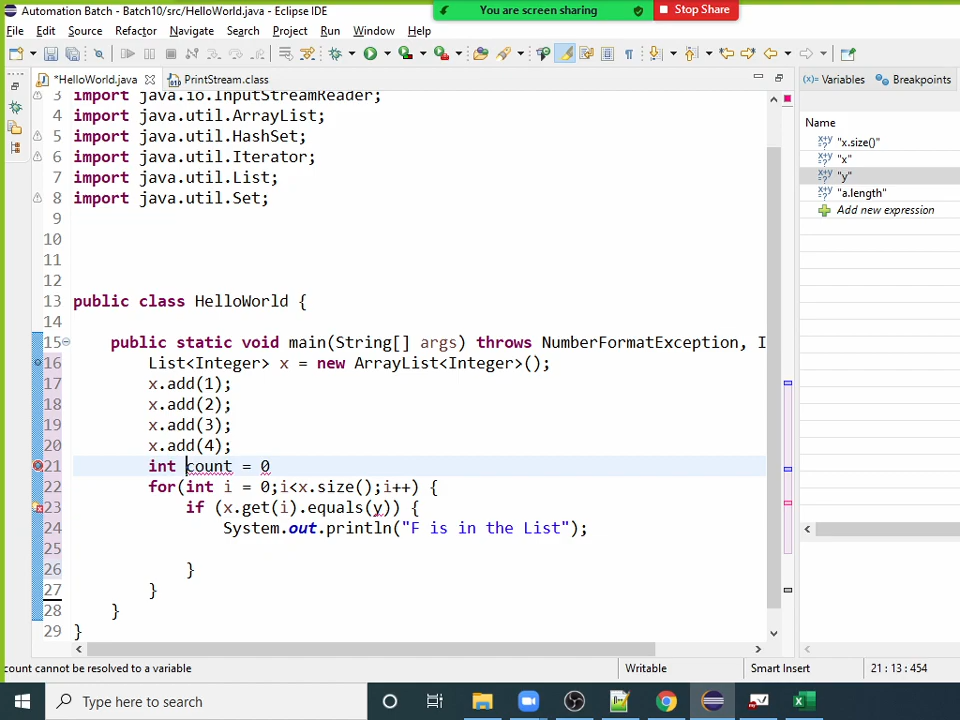 Automation Batch - Batch10/src/HelloWorld.java - Eclipse IDE
You are screen sharing
Stop Share
File Edit Source Refactor Navigate Search Project Run Window Help
*HelloWorld.java
PrintStream.class
Variables
Breakpoints
3 import java.io.InputStreamReader;
4 import java.util.ArrayList;
5 import java.util.HashSet;
6 import java.util.Iterator;
7 import java.util.List;
8 import java.util.Set;
9
10
11
12
13 public class HelloWorld {
14
15 public static void main(String[] args) throws NumberFormatException, I
16 List<Integer> x = new ArrayList<Integer>();
17 x.add(1);
18 x.add(2);
19 x.add(3);
20 x.add(4);
21 int count = 0
22 for(int i = 0;i<x.size();i++) {
23 if (x.get(i).equals(y)) {
24 System.out.println("F is in the List");
25
26 }
27 }
28 }
29 }
Name
"x.size()"
"x"
"y"
"a.length"
Add new expression
count cannot be resolved to a variable
Writable
Smart Insert
21 : 13 : 454
Type here to search